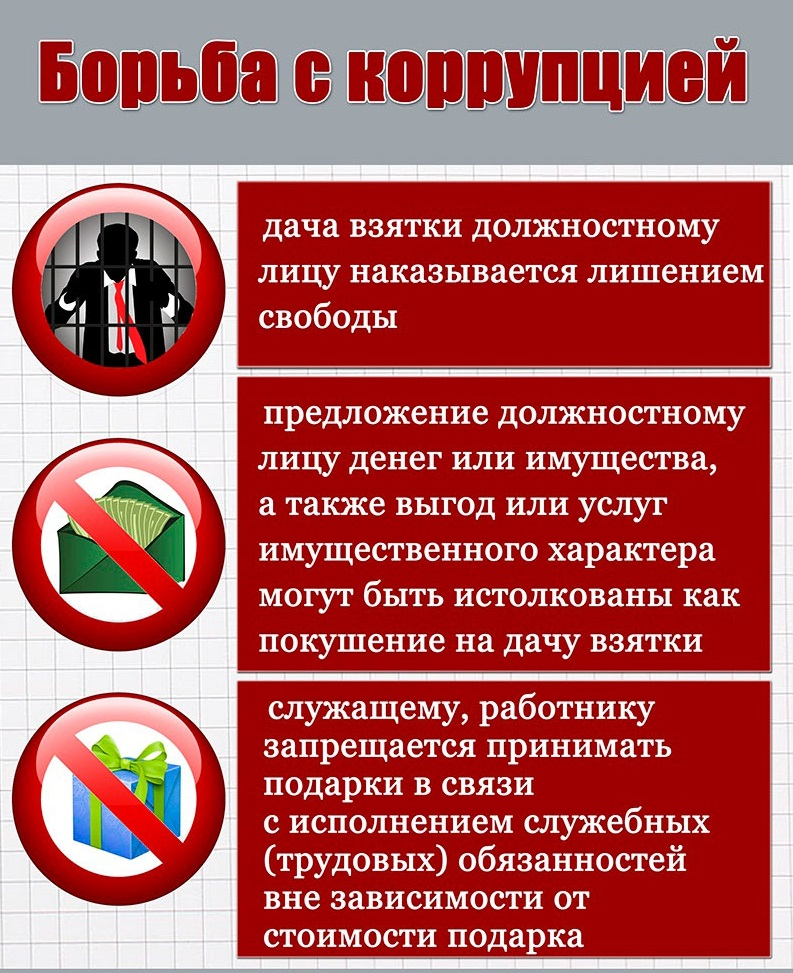 Борьба с коррупцией
дача взятки должностному
лицу наказывается лишением
свободы
предложение должностному
лицу денег или имущества,
а также выгод или услуг
имущественного характера
могут быть истолкованы как
покушение на дачу взятки
служащему, работнику
запрещается принимать
подарки в связи
с исполнением служебных
(трудовых) обязанностей
вне зависимости от
стоимости подарка